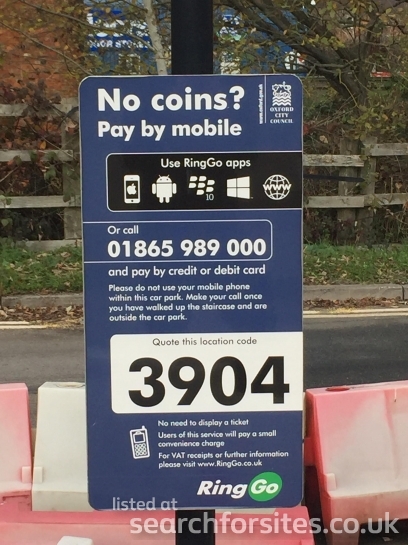 No coins?
Pay by mobile
www.oxford.gov.uk
OXFORD
CITY
COUNCIL
Use RingGo apps
10
WWW
Or call
01865 989 000
and pay by credit or debit card
Please do not use your mobile phone
within this car park. Make your call once
you have walked up the staircase and are
outside the car park.
Quote this location code
3904
No need to display a ticket
Users of this service will pay a small
convenience charge
For VAT receipts or further information
please visit www.RingGo.co.uk
RingGo
listed at
searchforsites.co.uk